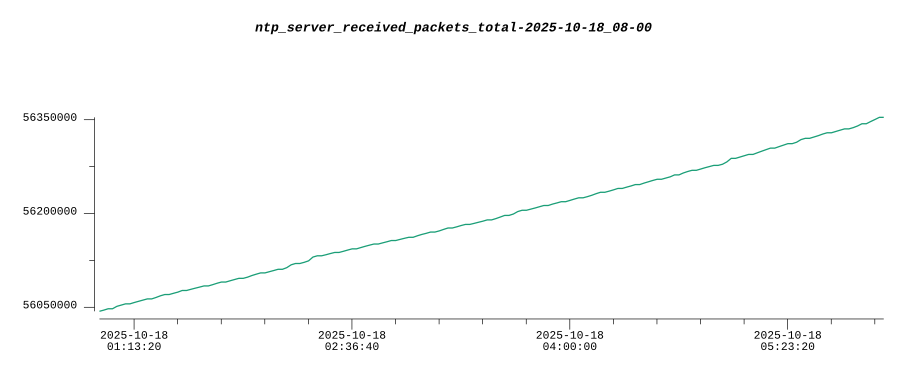 ntp_server_received_packets_total-2025-10-18_08-00
56350000
56200000
56050000
2025-10-18 2025-10-18 2025-10-18 2025-10-18
01:13:20 02:36:40 04:00:00 05:23:20